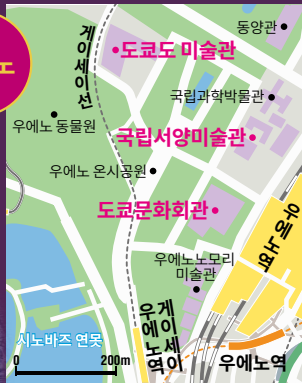 동양관
게이세이선
도쿄도 미술관
노
국립과학박물관
우에노 동물원
국립서양미술관
우에노 온시공원
도쿄문화회관
우에노역
우에노노모리
미술관
게이세이
우에노역
시노바즈 연못
0 200m
우에노역